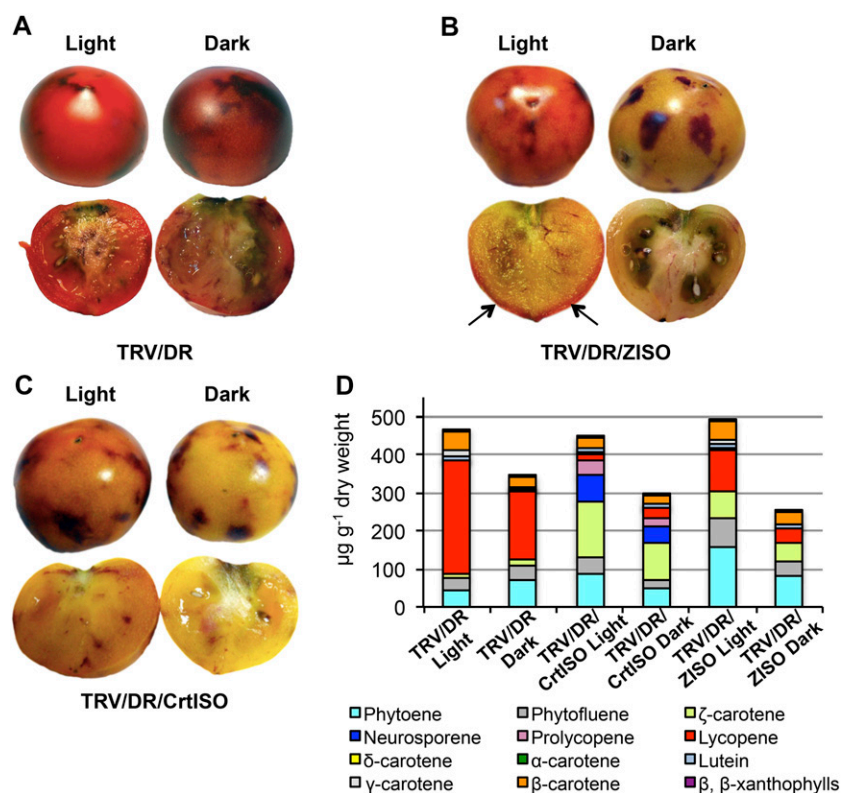 A
Light Dark
TRV/DR
B
Light Dark
TRV/DR/ZISO
C
Light Dark
TRV/DR/CrtISO
D
µg g⁻¹ dry weight
500
400
300
200
100
0
TRV/DR
Light
TRV/DR
Dark
TRV/DR/
CrtISO Light
TRV/DR/
CrtISO Dark
TRV/DR/
ZISO Light
TRV/DR/
ZISO Dark
Phytoene Phytofluene ζ-carotene
Neurosporene Prolycopene Lycopene
δ-carotene α-carotene Lutein
γ-carotene β-carotene β, β-xanthophylls